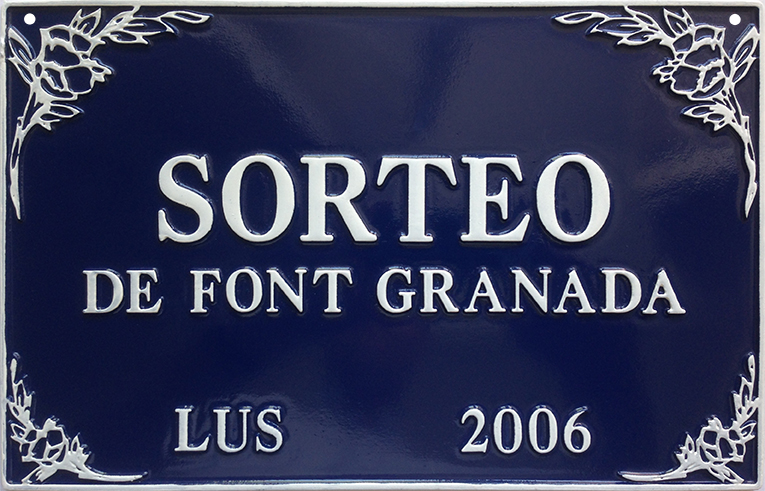 SORTEO
DE FONT GRANADA
LUS 2006